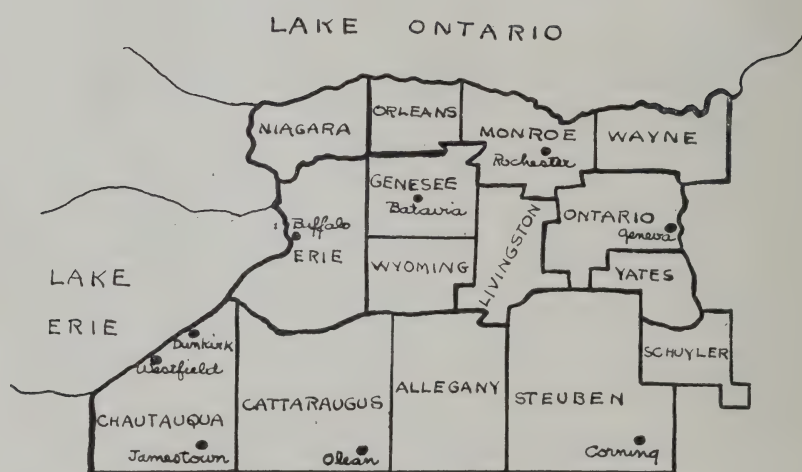 LAKE ONTARIO
NIAGARA
ORLEANS
MONROE
Rochester
WAYNE
GENESEE
Batavia
Buffalo
ERIE
WYOMING
LIVINGSTON
ONTARIO
Geneva
YATES
LAKE
ERIE
Dunkirk
Westfield
CHAUTAUQUA
Jamestown
CATTARAUGUS
Olean
ALLEGANY
STEUBEN
Corning
SCHUYLER